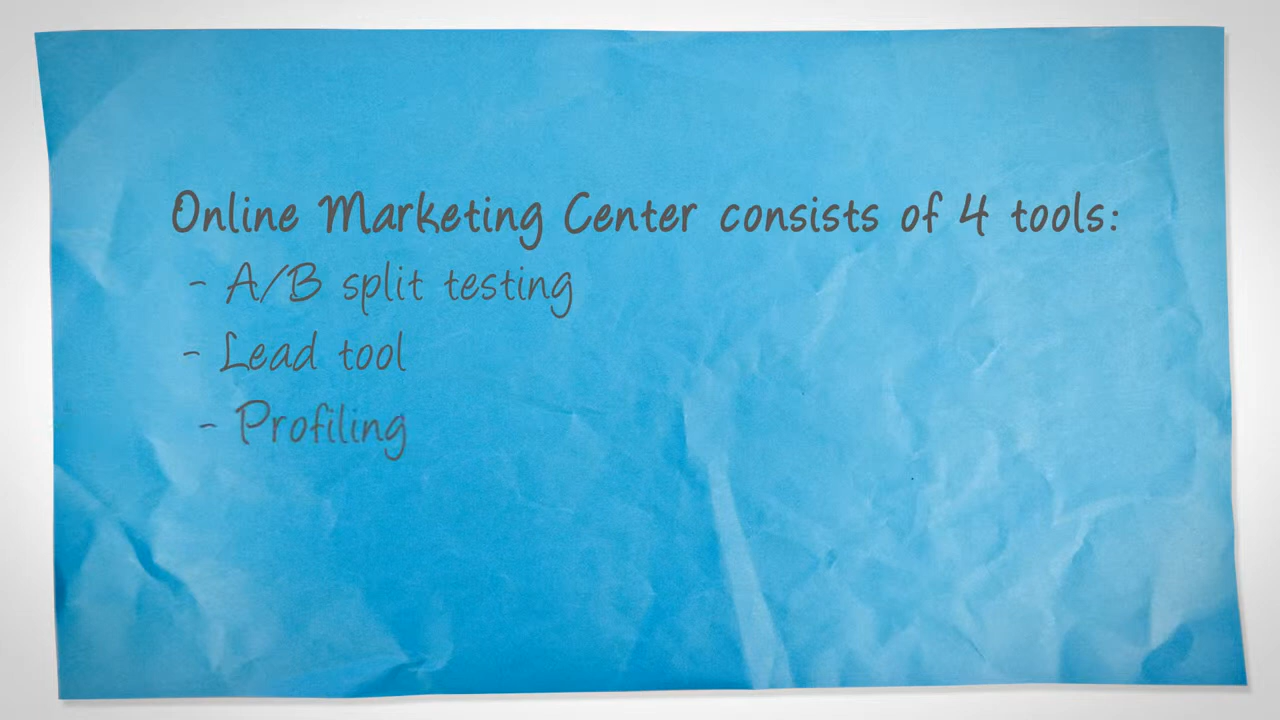 Online Marketing Center consists of 4 tools:
- A/B split testing
- Lead tool
- Profiling